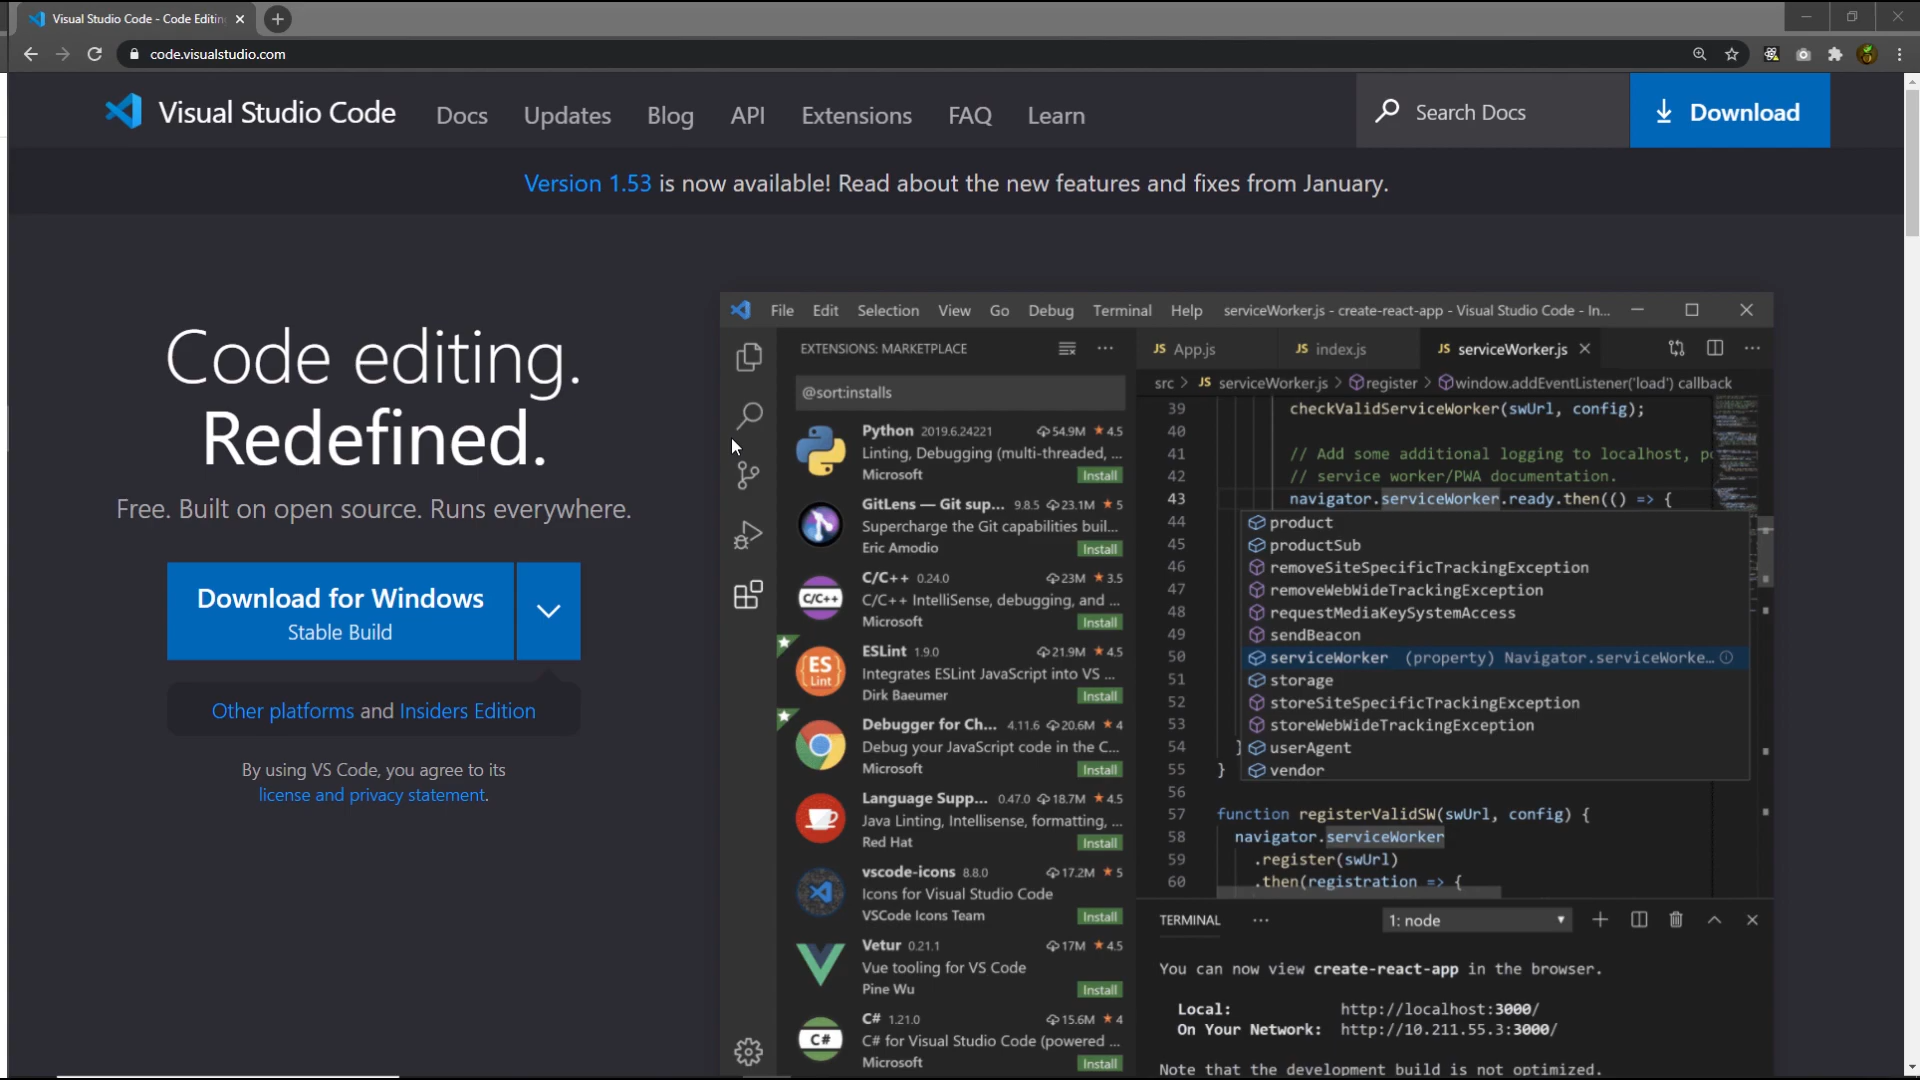 Visual Studio Code - Code Editin
code.visualstudio.com
Visual Studio Code
Docs
Updates
Blog
API
Extensions
FAQ
Learn
Search Docs
Download
Version 1.53 is now available! Read about the new features and fixes from January.
Code editing.
Redefined.
Free. Built on open source. Runs everywhere.
Download for Windows
Stable Build
Other platforms and Insiders Edition
By using VS Code, you agree to its
license and privacy statement.
File Edit Selection View Go Debug Terminal Help serviceWorker.js - create-react-app - Visual Studio Code - In...
EXTENSIONS: MARKETPLACE
@sort:installs
Python 2019.6.24221 54.9M ★ 4.5
Linting, Debugging (multi-threaded, ...
Microsoft Install
GitLens — Git sup... 9.8.5 23.1M ★ 5
Supercharge the Git capabilities buil...
Eric Amodio Install
C/C++
C/C++ 0.24.0 23M ★ 3.5
C/C++ IntelliSense, debugging, and ...
Microsoft Install
ES
Lint
ESLint 1.9.0 21.9M ★ 4.5
Integrates ESLint JavaScript into VS ...
Dirk Baeumer Install
Debugger for Ch... 4.11.6 20.6M ★ 4
Debug your JavaScript code in the C...
Microsoft Install
Language Supp... 0.47.0 18.7M ★ 4.5
Java Linting, Intellisense, formatting, ...
Red Hat Install
vscode-icons 8.8.0 17.2M ★ 5
Icons for Visual Studio Code
VSCode Icons Team Install
Vetur 0.21.1 17M ★ 4.5
Vue tooling for VS Code
Pine Wu Install
C#
C# 1.21.0 15.6M ★ 4
C# for Visual Studio Code (powered ...
Microsoft Install
JS App.js
JS index.js
JS serviceWorker.js
src > JS serviceWorker.js > register > window.addEventListener('load') callback
39 checkValidServiceWorker(swUrl, config);
40
41 // Add some additional logging to localhost, po
42 // service worker/PWA documentation.
43 navigator.serviceWorker.ready.then(() => {
44 product
45 productSub
46 removeSiteSpecificTrackingException
47 removeWebWideTrackingException
48 requestMediaKeySystemAccess
49 sendBeacon
50 serviceWorker (property) Navigator.serviceWorke...
51 storage
52 storeSiteSpecificTrackingException
53 storeWebWideTrackingException
54 } userAgent
55 } vendor
56
57 function registerValidSW(swUrl, config) {
58 navigator.serviceWorker
59 .register(swUrl)
60 .then(registration => {
TERMINAL ... 1: node
You can now view create-react-app in the browser.
Local: http://localhost:3000/
On Your Network: http://10.211.55.3:3000/
Note that the development build is not optimized.